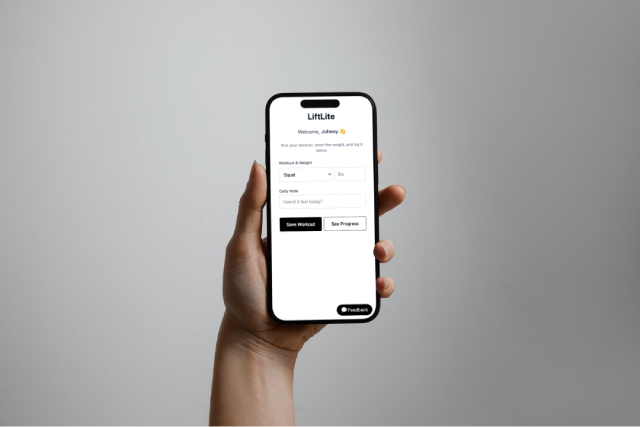 LiftLite
Welcome, Johnny 👋
Pick your workout, enter the weight, and log it
below.
Workout & Weight
Squat
lbs
Daily Note
How'd it feel today?
Save Workout
See Progress
Feedback